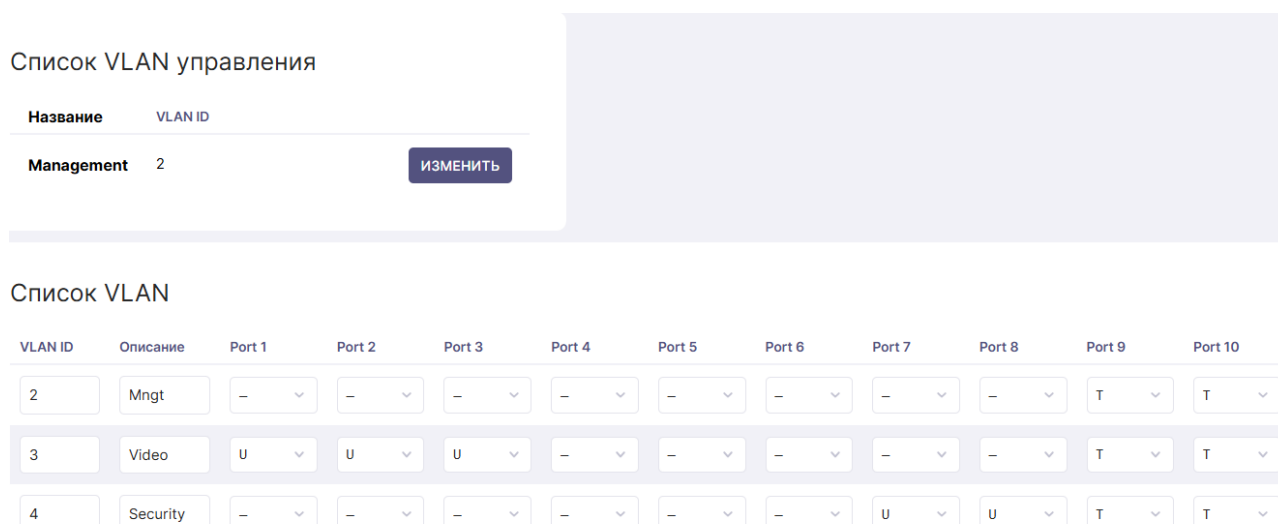 Список VLAN управления
Название VLAN ID
Management 2 ИЗМЕНИТЬ
Список VLAN
VLAN ID Описание Port 1 Port 2 Port 3 Port 4 Port 5 Port 6 Port 7 Port 8 Port 9 Port 10
2 Mngt – – – – – – – – T T
3 Video U U U – – – – – T T
4 Security – – – – – – U U T T